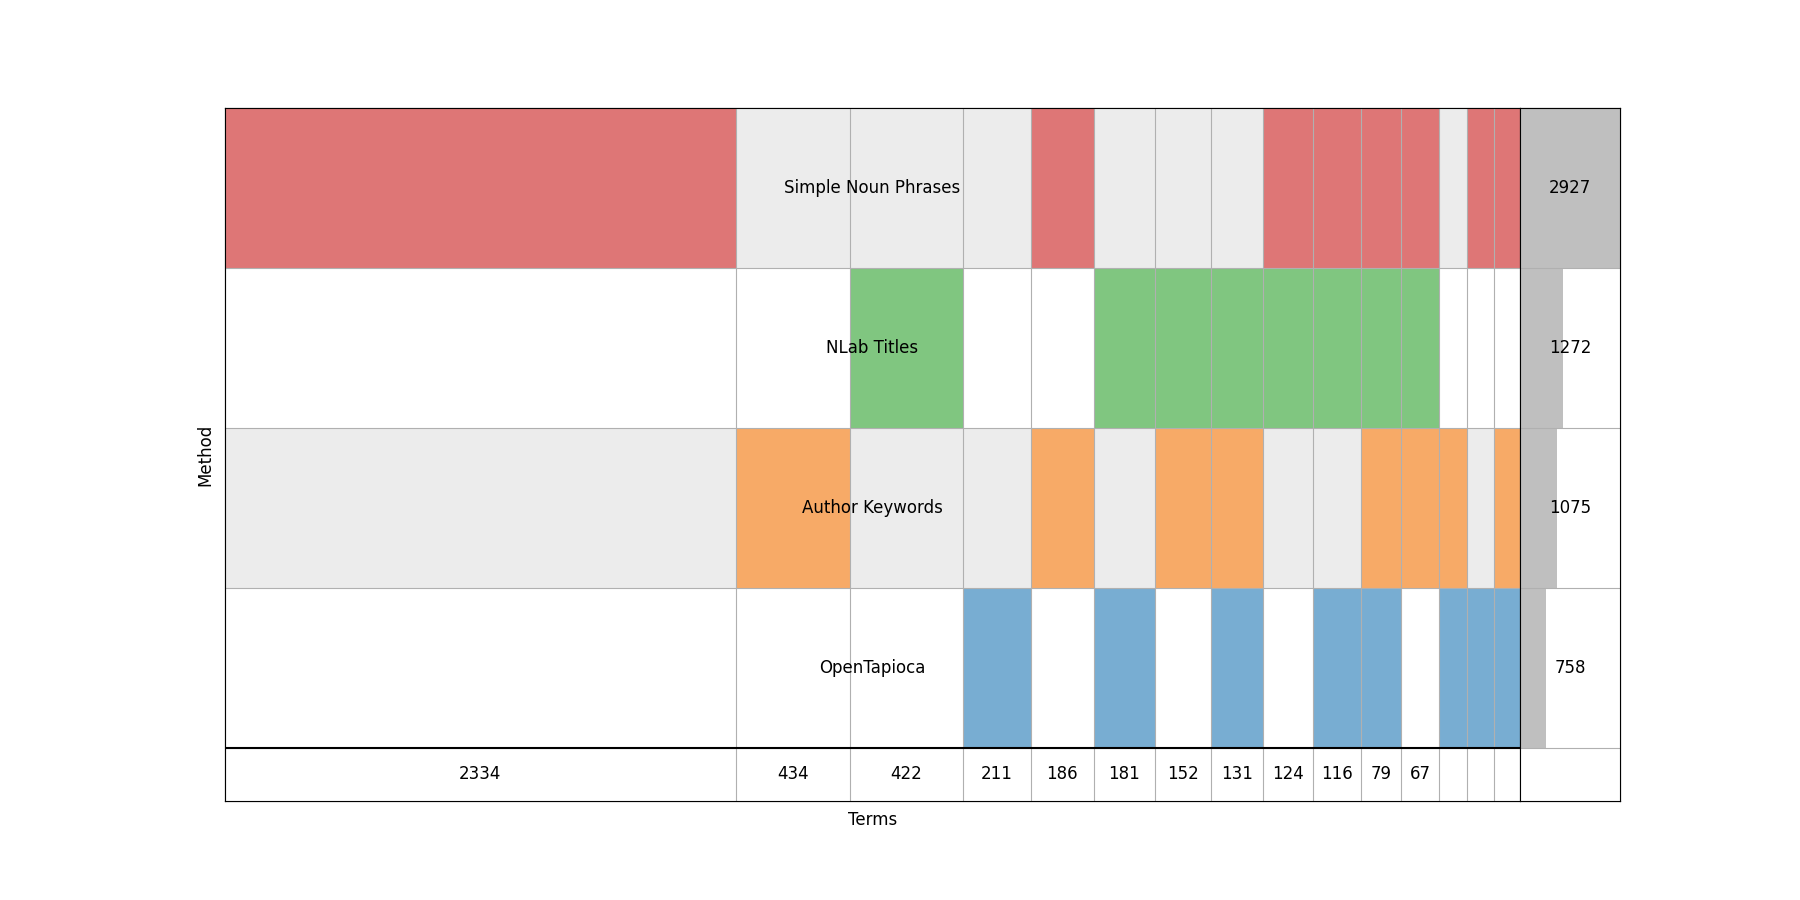 Simple Noun Phrases
2927
NLab Titles
1272
Author Keywords
1075
OpenTapioca
758
Method
2334 434 422 211 186 181 152 131 124 116 79 67
Terms